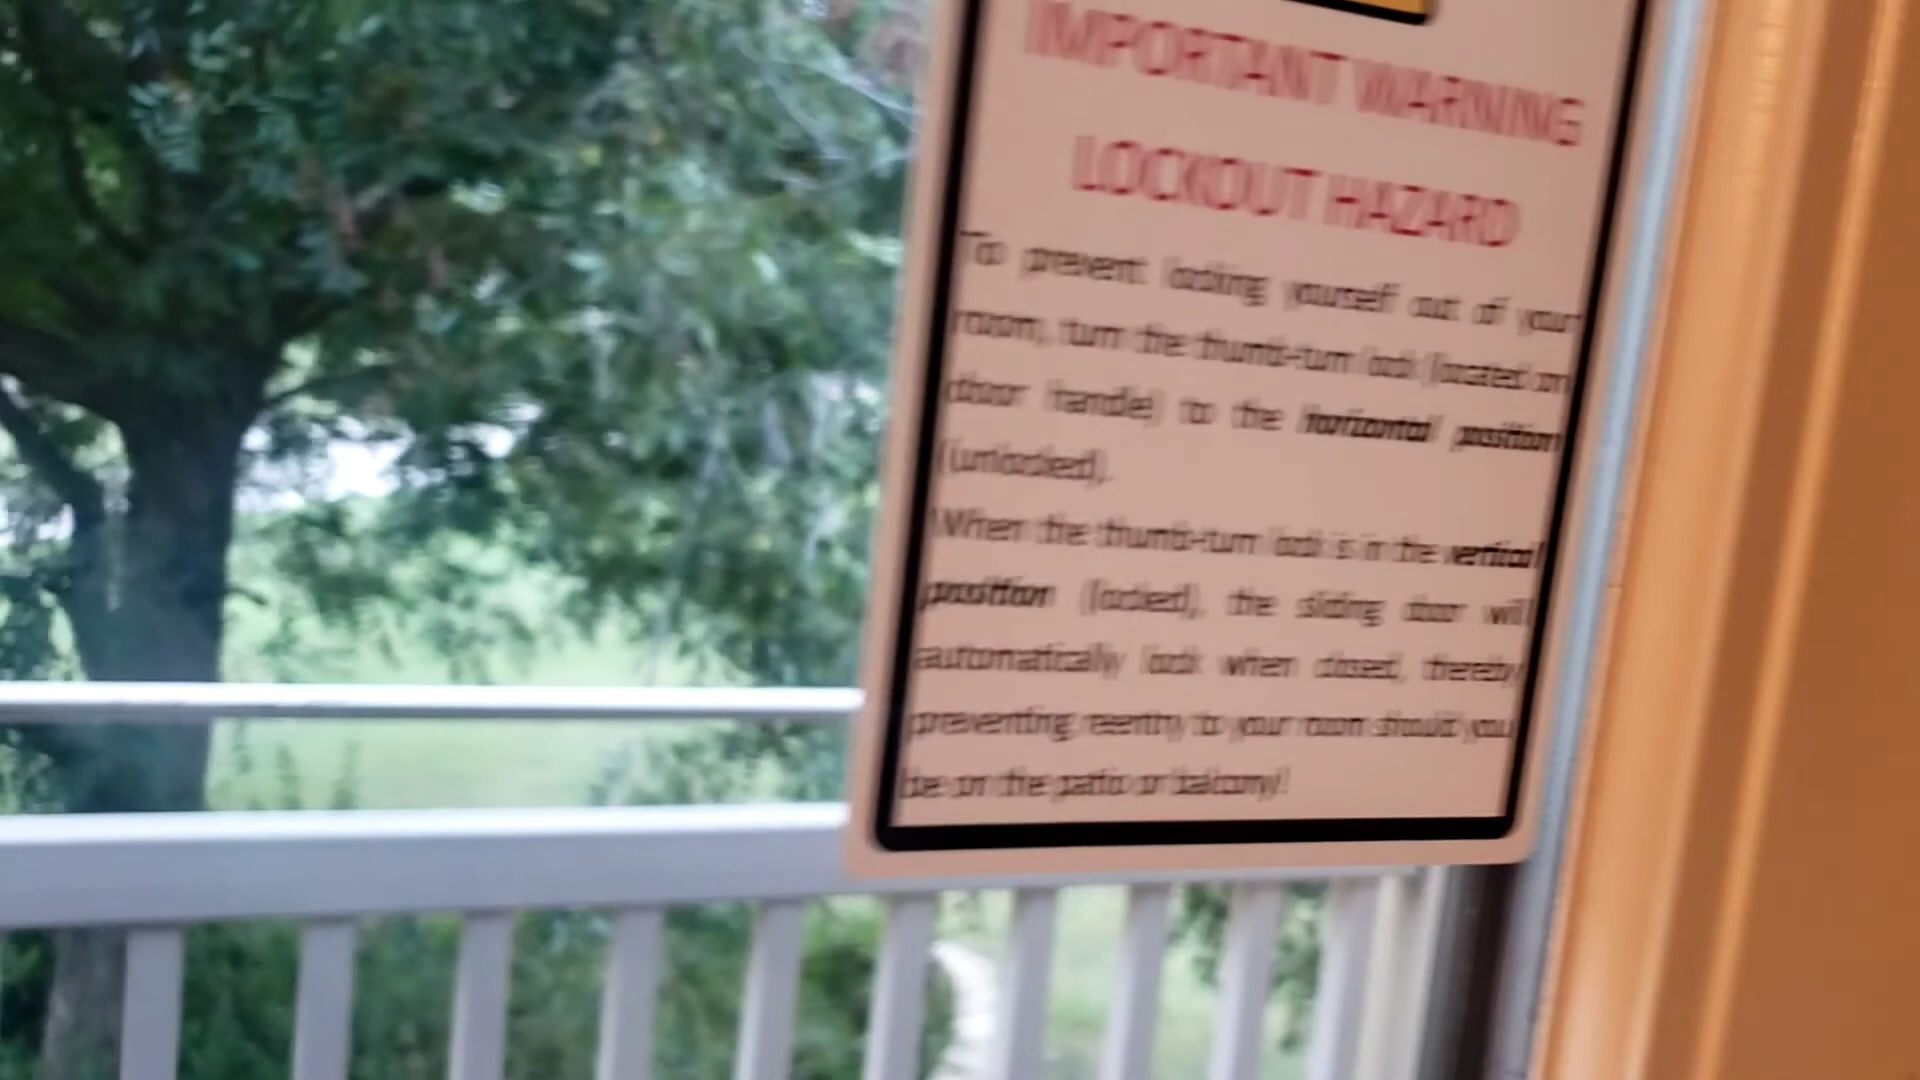 IMPORTANT WARNING
LOCKOUT HAZARD
To prevent locking yourself out of your
room, turn the thumb-turn lock (located on
door handle) to the horizontal position
(unlocked).
When the thumb-turn lock is in the vertical
position (locked), the sliding door will
automatically lock when closed, thereby
preventing reentry to your room should you
be on the patio or balcony!